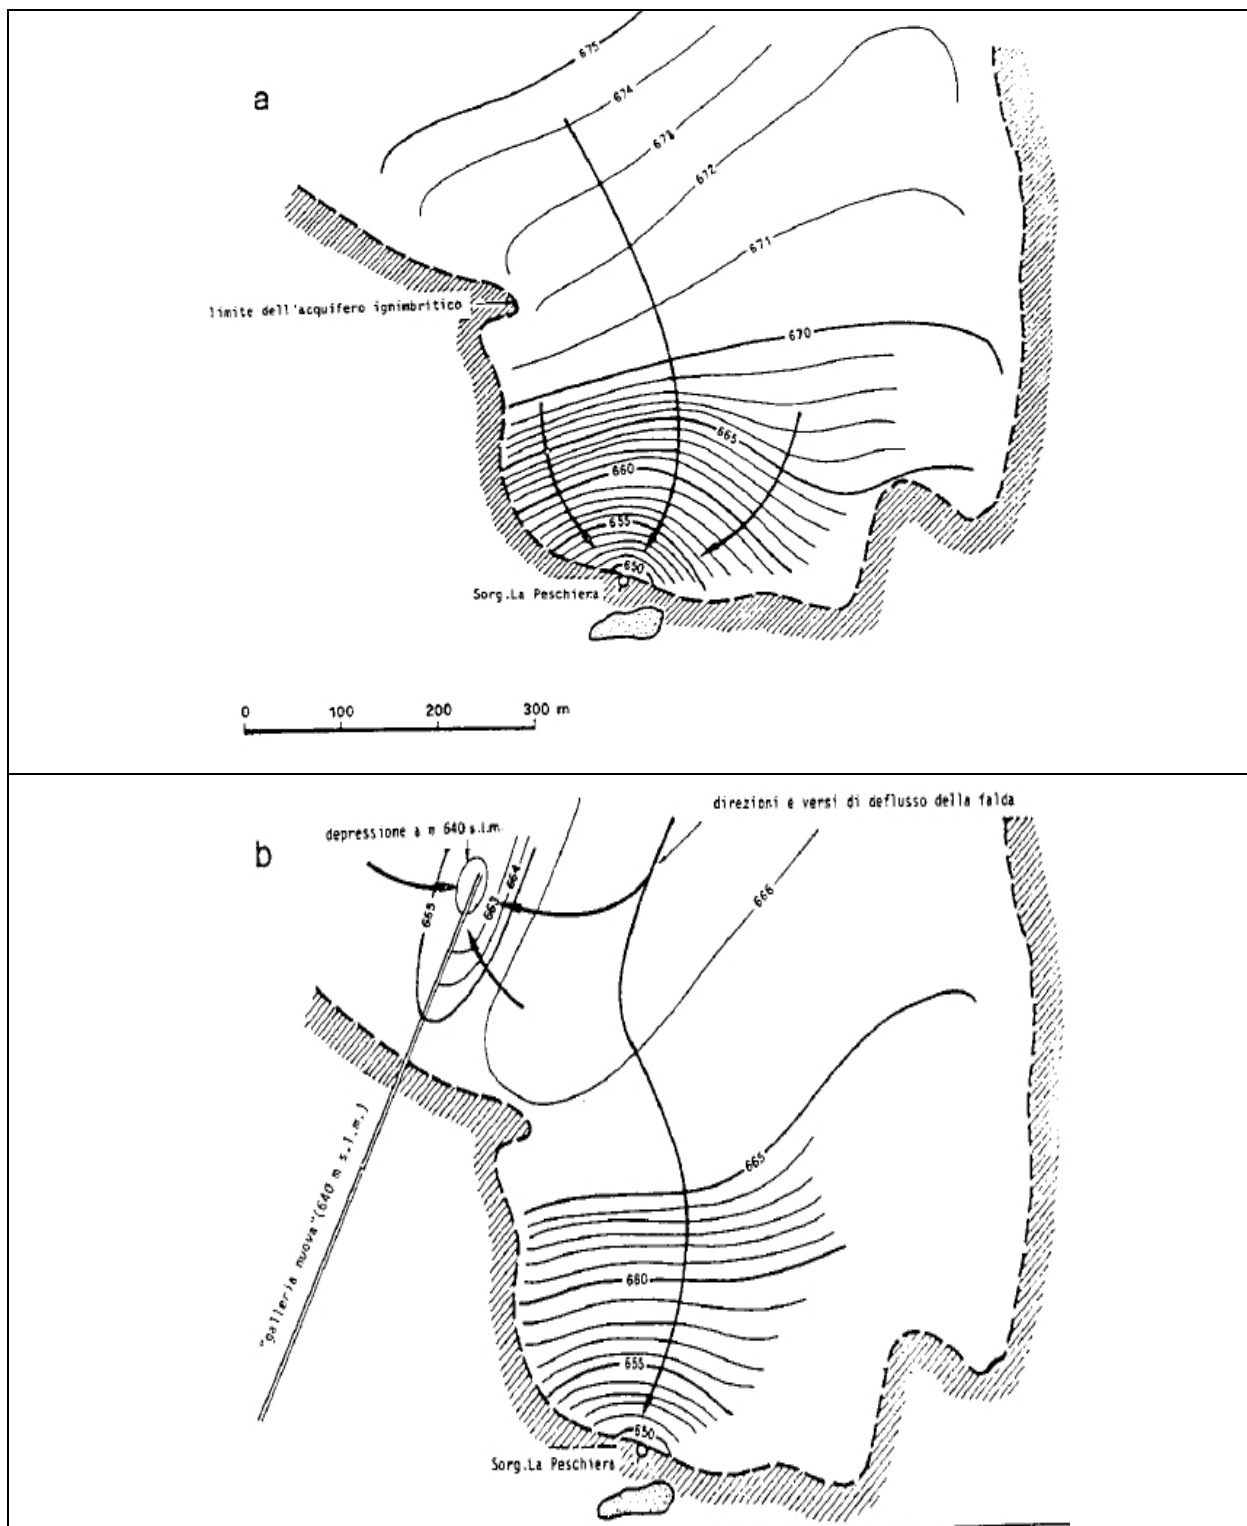 a
675
674
673
672
671
limite dell'acquifero ignimbritico
670
665
660
655
650
Sorg.La Peschiera
0 100 200 300 m
direzioni e versi di deflusso della falda
depressione a m 640 s.l.m.
b
664
663
665
666
"galleria nuova"(640 m s.l.m.)
665
680
655
650
Sorg.La Peschiera